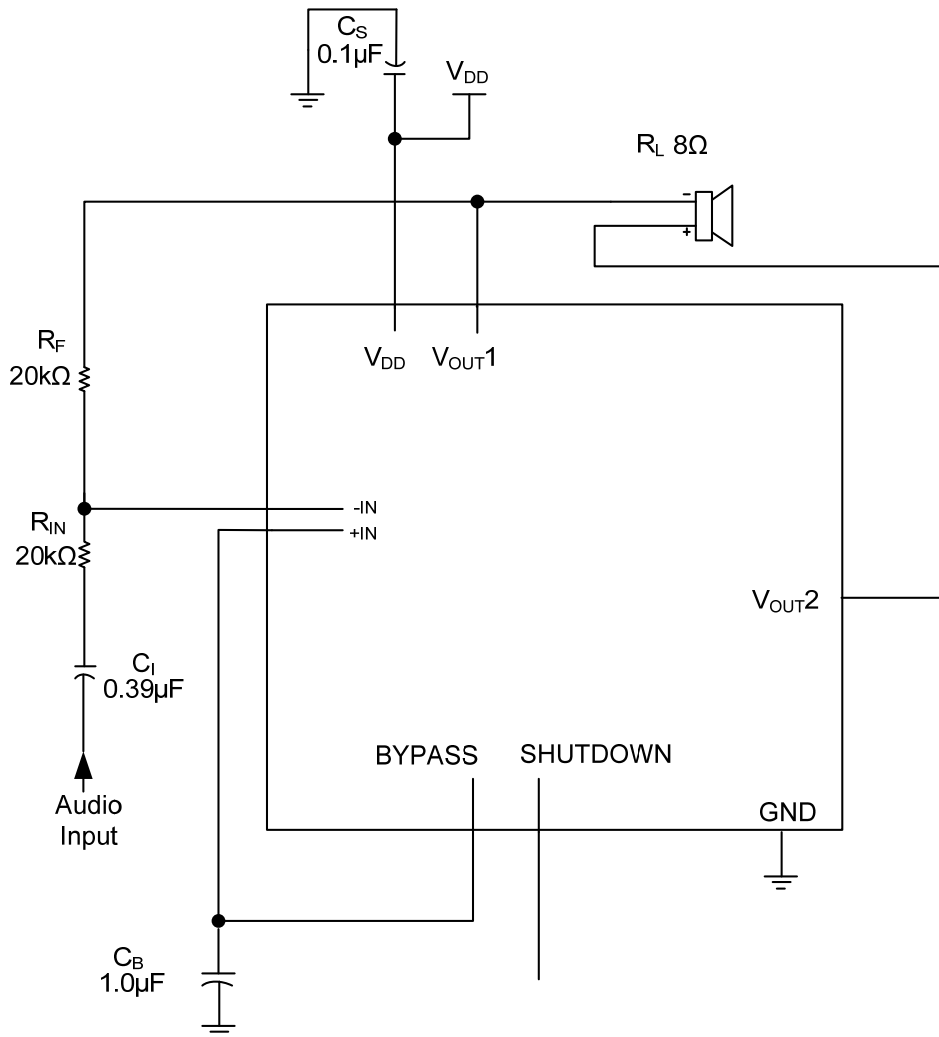 C_S
0.1µF
V_DD
R_L 8Ω
-
+
R_F
20kΩ
V_DD V_OUT1
-IN
+IN
R_IN
20kΩ
V_OUT2
C_I
0.39µF
BYPASS SHUTDOWN
Audio
Input
GND
C_B
1.0µF